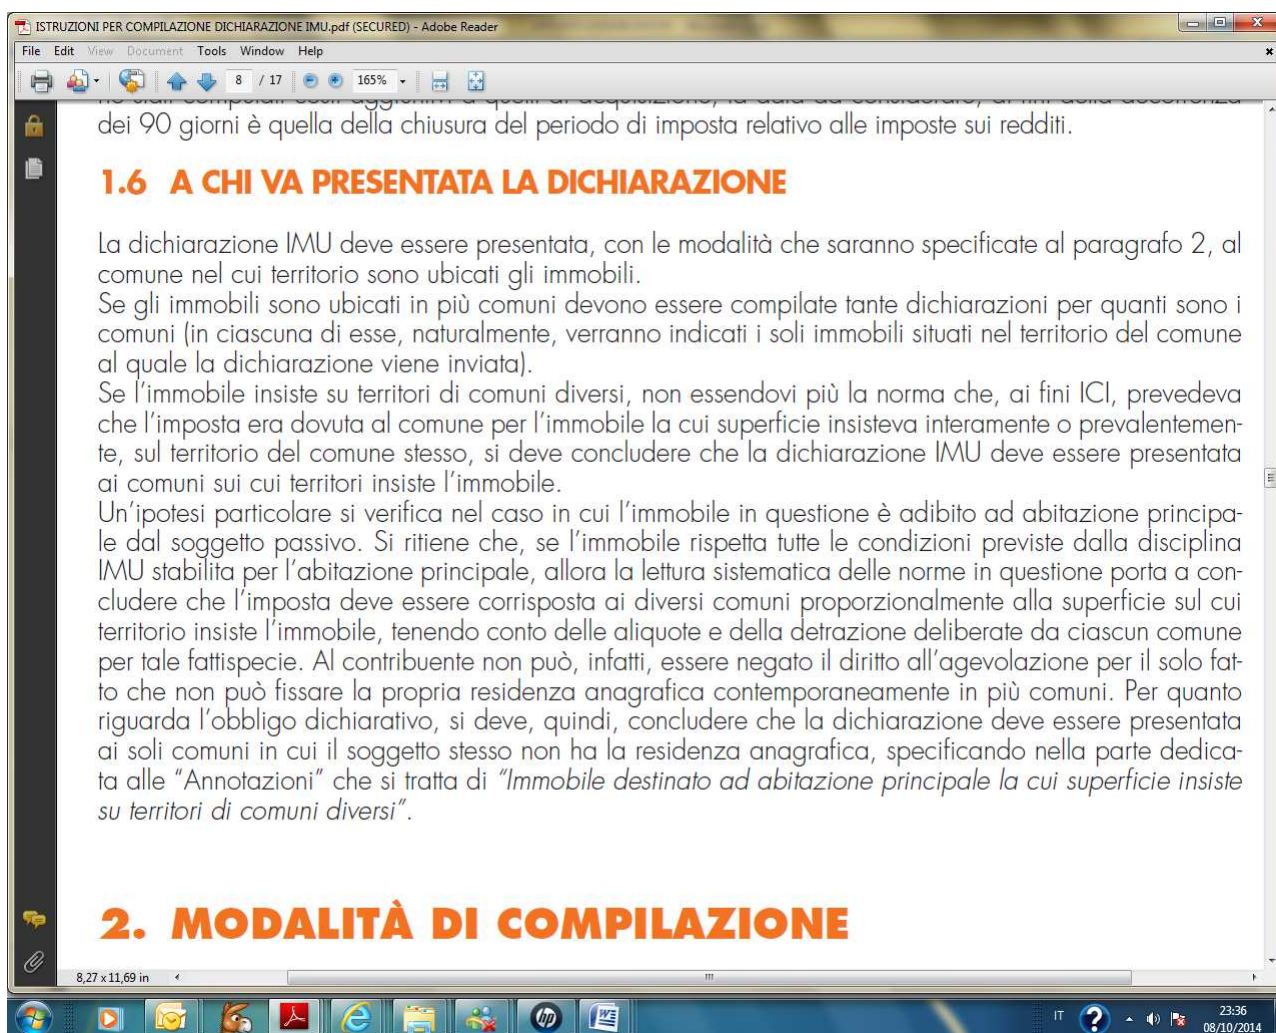 ISTRUZIONI PER COMPILAZIONE DICHIARAZIONE IMU.pdf (SECURED) - Adobe Reader
File Edit View Document Tools Window Help
8 / 17 165%
dei 90 giorni è quella della chiusura del periodo di imposta relativo alle imposte sui redditi.
1.6 A CHI VA PRESENTATA LA DICHIARAZIONE
La dichiarazione IMU deve essere presentata, con le modalità che saranno specificate al paragrafo 2, al
comune nel cui territorio sono ubicati gli immobili.
Se gli immobili sono ubicati in più comuni devono essere compilate tante dichiarazioni per quanti sono i
comuni (in ciascuna di esse, naturalmente, verranno indicati i soli immobili situati nel territorio del comune
al quale la dichiarazione viene inviata).
Se l'immobile insiste su territori di comuni diversi, non essendovi più la norma che, ai fini ICI, prevedeva
che l'imposta era dovuta al comune per l'immobile la cui superficie insisteva interamente o prevalentemen-
te, sul territorio del comune stesso, si deve concludere che la dichiarazione IMU deve essere presentata
ai comuni sui cui territori insiste l'immobile.
Un'ipotesi particolare si verifica nel caso in cui l'immobile in questione è adibito ad abitazione principa-
le dal soggetto passivo. Si ritiene che, se l'immobile rispetta tutte le condizioni previste dalla disciplina
IMU stabilita per l'abitazione principale, allora la lettura sistematica delle norme in questione porta a con-
cludere che l'imposta deve essere corrisposta ai diversi comuni proporzionalmente alla superficie sul cui
territorio insiste l'immobile, tenendo conto delle aliquote e della detrazione deliberate da ciascun comune
per tale fattispecie. Al contribuente non può, infatti, essere negato il diritto all'agevolazione per il solo fat-
to che non può fissare la propria residenza anagrafica contemporaneamente in più comuni. Per quanto
riguarda l'obbligo dichiarativo, si deve, quindi, concludere che la dichiarazione deve essere presentata
ai soli comuni in cui il soggetto stesso non ha la residenza anagrafica, specificando nella parte dedica-
ta alle "Annotazioni" che si tratta di "Immobile destinato ad abitazione principale la cui superficie insiste
su territori di comuni diversi".
2. MODALITÀ DI COMPILAZIONE
8,27 x 11,69 in
hp
IT 23:36
08/10/2014